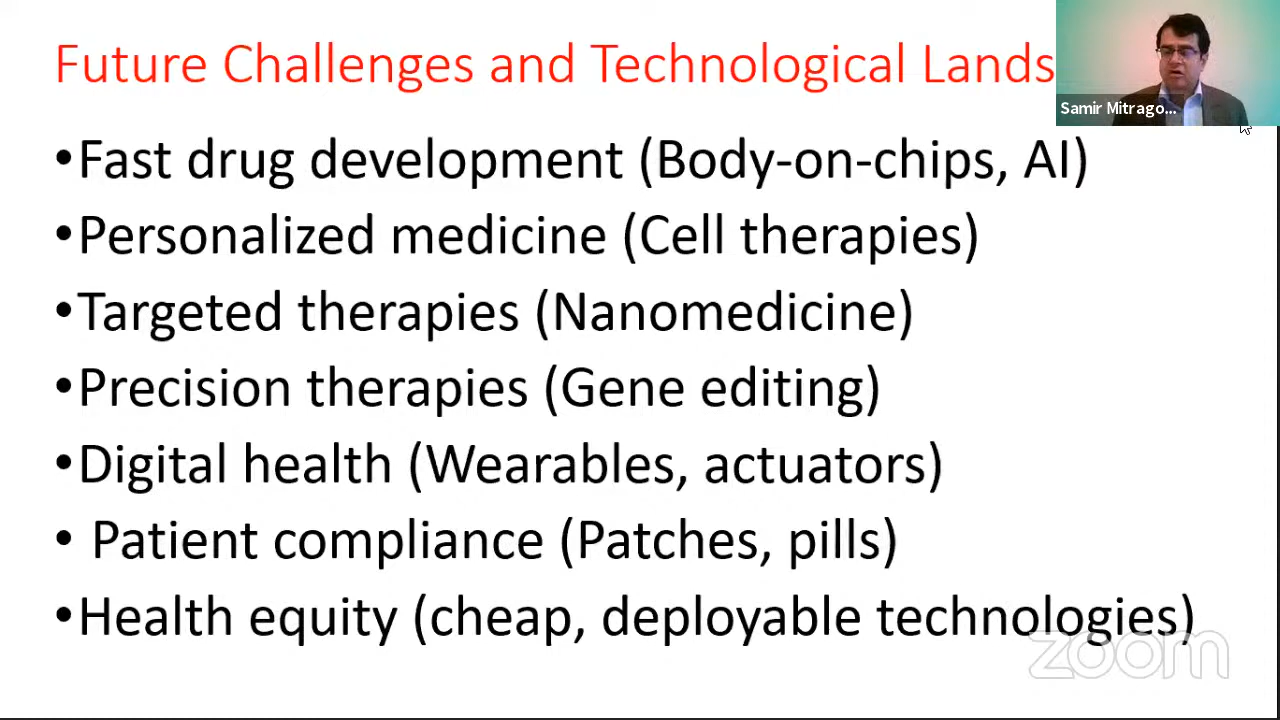 Future Challenges and Technological Lands
Samir Mitrago...
•Fast drug development (Body-on-chips, AI)
•Personalized medicine (Cell therapies)
•Targeted therapies (Nanomedicine)
•Precision therapies (Gene editing)
•Digital health (Wearables, actuators)
• Patient compliance (Patches, pills)
•Health equity (cheap, deployable technologies)
zoom